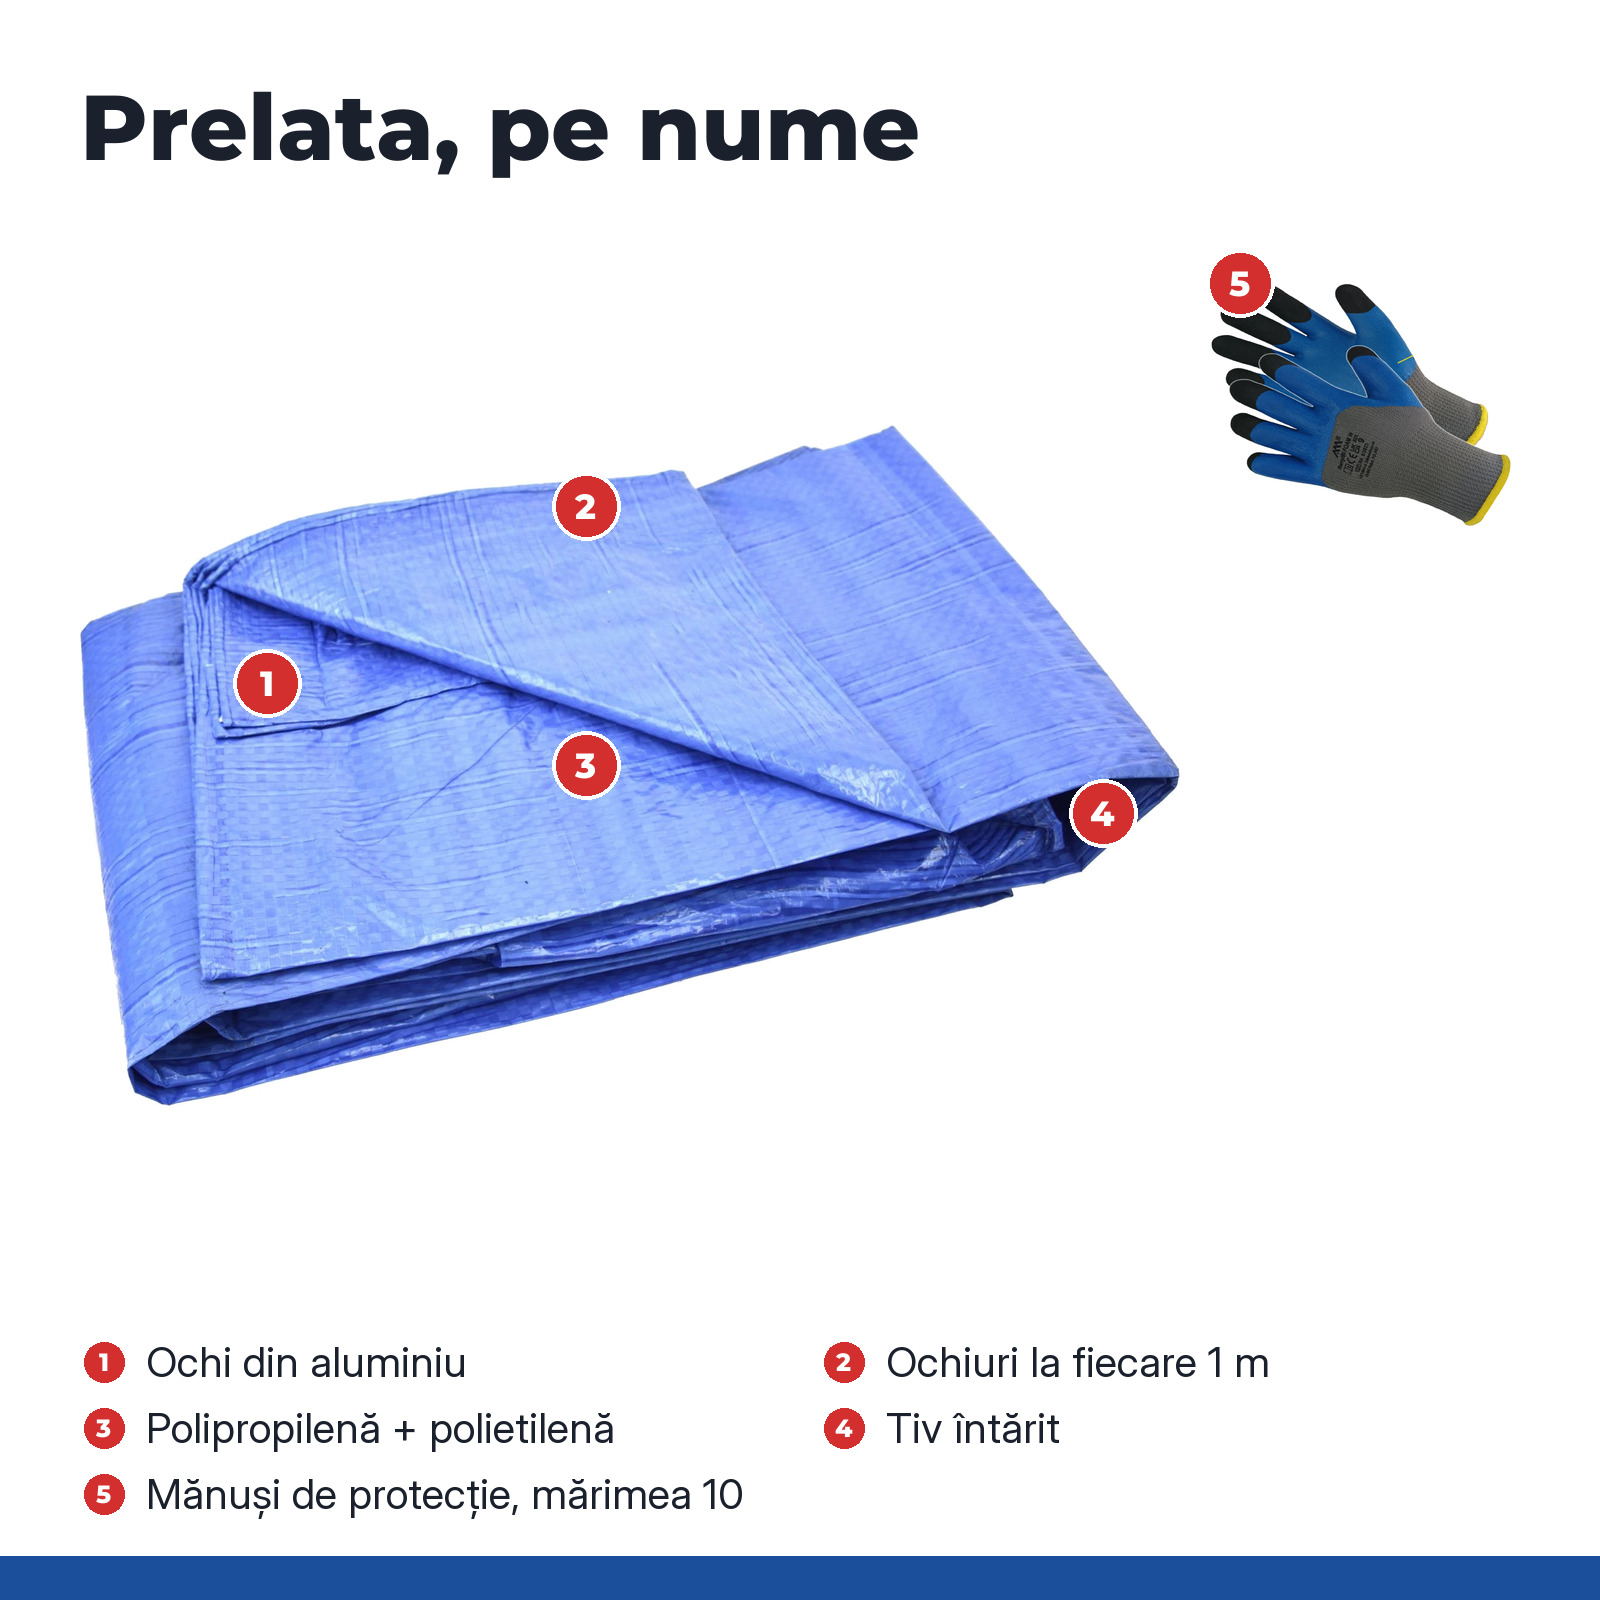 Prelata, pe nume
5
2
1
3
4
1 Ochi din aluminiu
2 Ochiuri la fiecare 1 m
3 Polipropilenă + polietilenă
4 Tiv întărit
5 Mănuși de protecție, mărimea 10